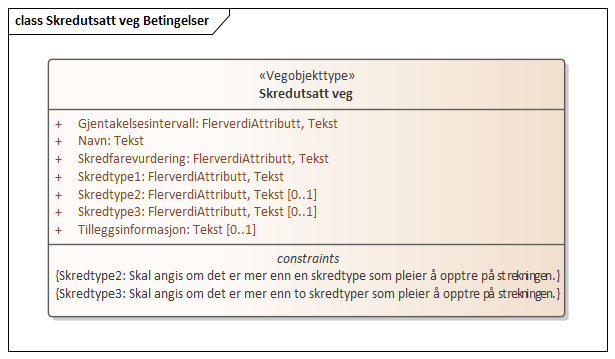 class Skredutsatt veg Betingelser
«Vegobjekttype»
Skredutsatt veg
+ Gjentakelsesintervall: FlerverdiAttributt, Tekst
+ Navn: Tekst
+ Skredfarevurdering: FlerverdiAttributt, Tekst
+ Skredtype1: FlerverdiAttributt, Tekst
+ Skredtype2: FlerverdiAttributt, Tekst [0..1]
+ Skredtype3: FlerverdiAttributt, Tekst [0..1]
+ Tilleggsinformasjon: Tekst [0..1]
constraints
{Skredtype2: Skal angis om det er mer enn en skredtype som pleier å opptre på strekningen.}
{Skredtype3: Skal angis om det er mer enn to skredtyper som pleier å opptre på strekningen.}